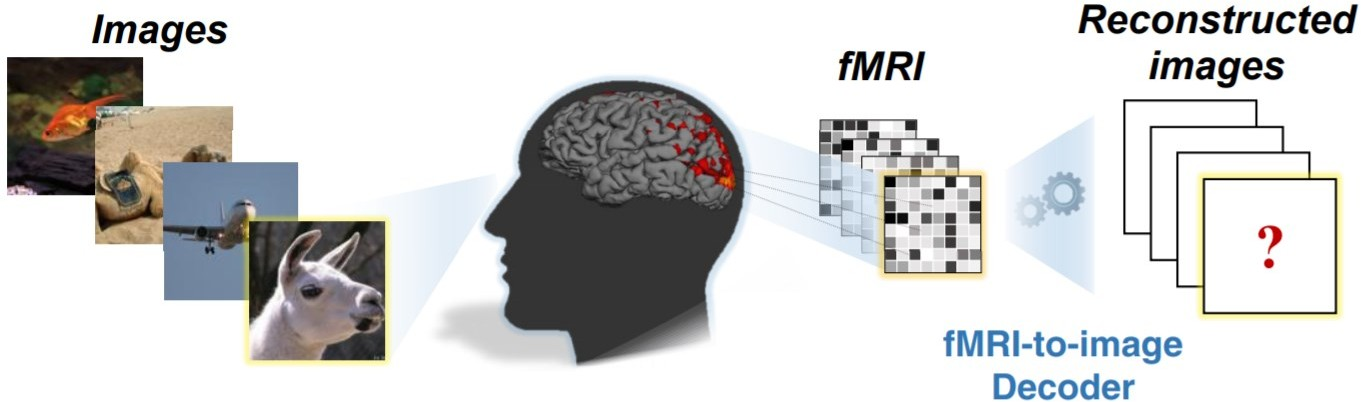 Images
fMRI
Reconstructed
images
?
fMRI-to-image
Decoder